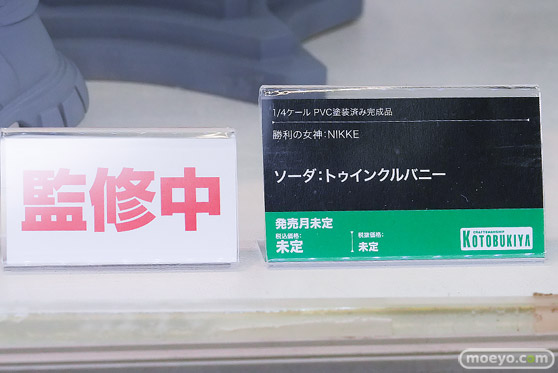 監修中
1/4ケール PVC塗装済み完成品
勝利の女神:NIKKE
ソーダ:トゥインクルバニー
発売月未定
税込価格:
未定
税抜価格:
未定
CRAFTSMANSHIP
KOTOBUKIYA
moeyo.com